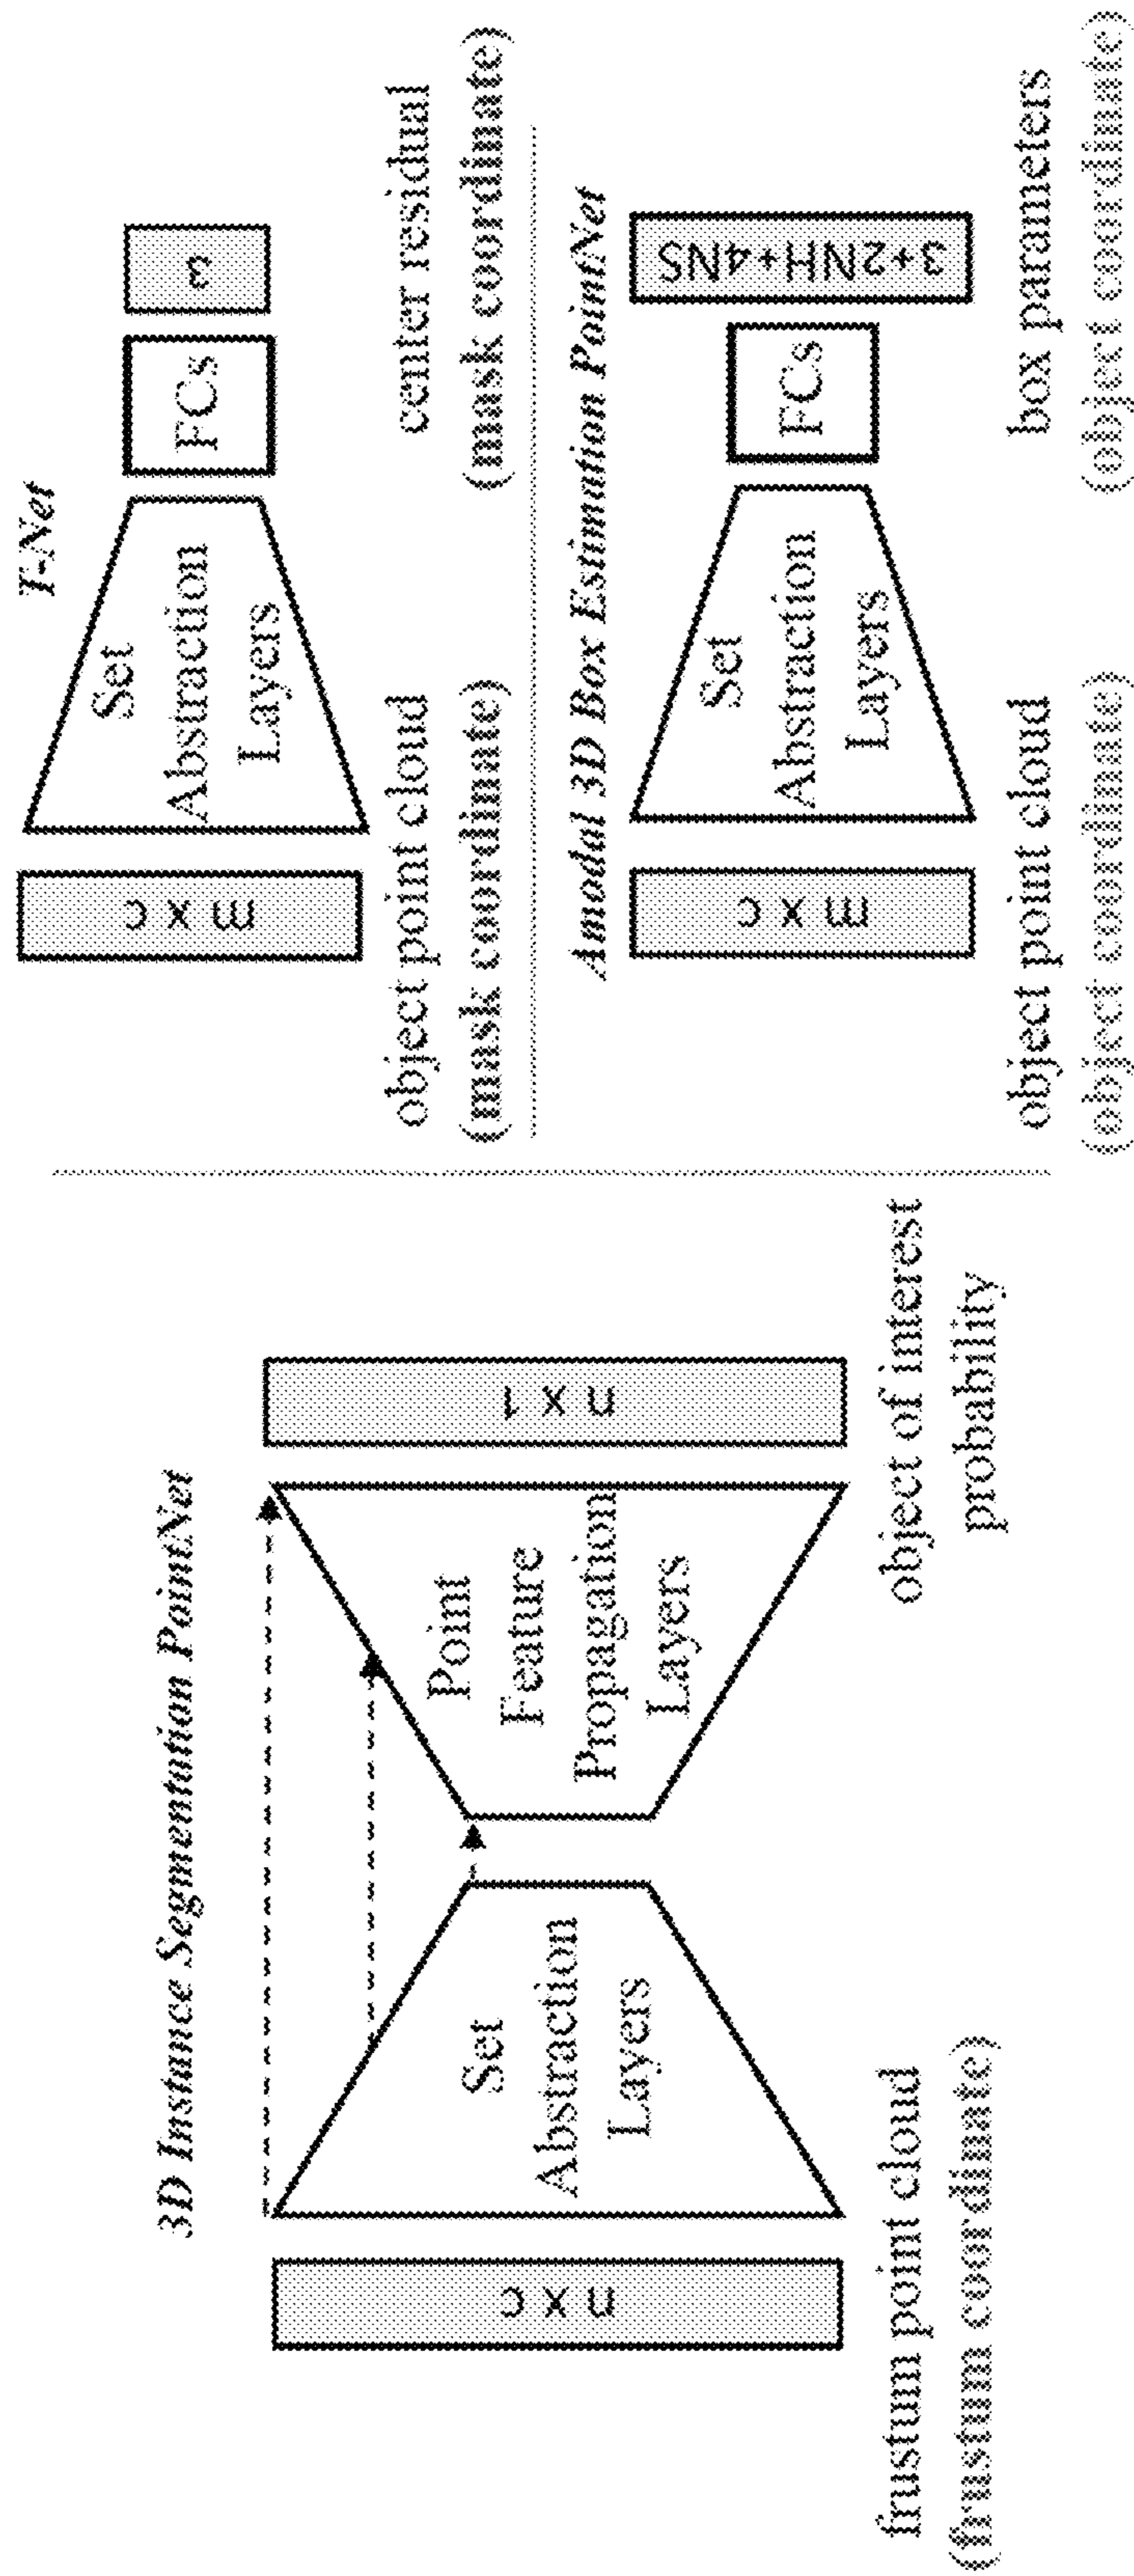 3D Instance Segmentation PointNet
n x c
Set
Abstraction
Layers
Point
Feature
Propagation
Layers
n x 1
frustum point cloud
(frustum coordinate)
object of interest
probability
T-Net
m x c
Set
Abstraction
Layers
FCs
3
object point cloud
(mask coordinate)
center residual
(mask coordinate)
Amodal 3D Box Estimation PointNet
m x c
Set
Abstraction
Layers
FCs
3+2NH+4NS
object point cloud
(object coordinate)
box parameters
(object coordinate)